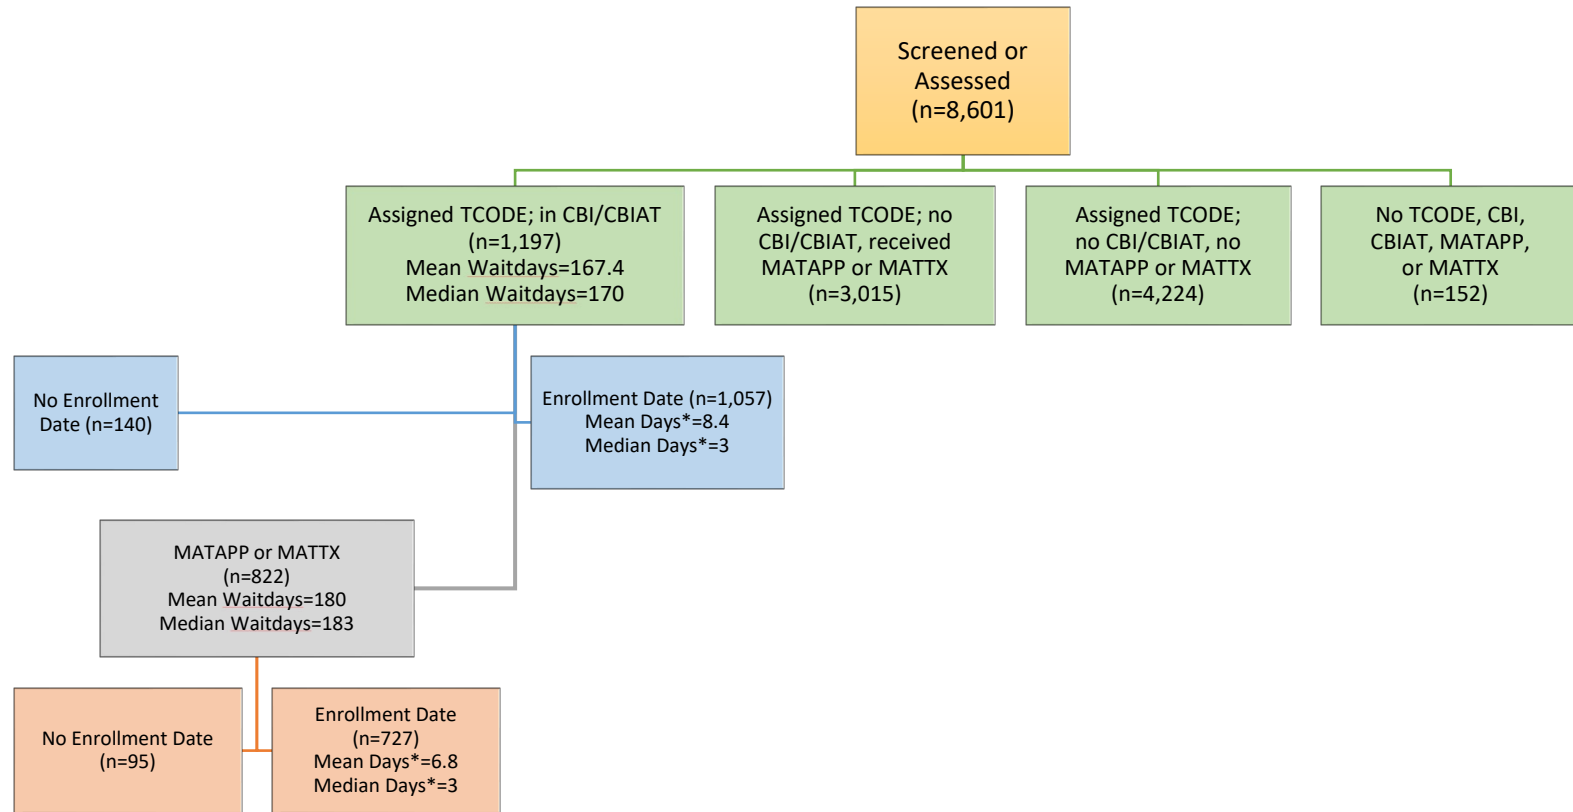 Screened or
Assessed
(n=8,601)
Assigned TCODE; in CBI/CBIAT
(n=1,197)
Mean Waitdays=167.4
Median Waitdays=170
Assigned TCODE; no
CBI/CBIAT, received
MATAPP or MATTX
(n=3,015)
Assigned TCODE;
no CBI/CBIAT, no
MATAPP or MATTX
(n=4,224)
No TCODE, CBI,
CBIAT, MATAPP,
or MATTX
(n=152)
No Enrollment
Date (n=140)
Enrollment Date (n=1,057)
Mean Days*=8.4
Median Days*=3
MATAPP or MATTX
(n=822)
Mean Waitdays=180
Median Waitdays=183
No Enrollment Date
(n=95)
Enrollment Date
(n=727)
Mean Days*=6.8
Median Days*=3